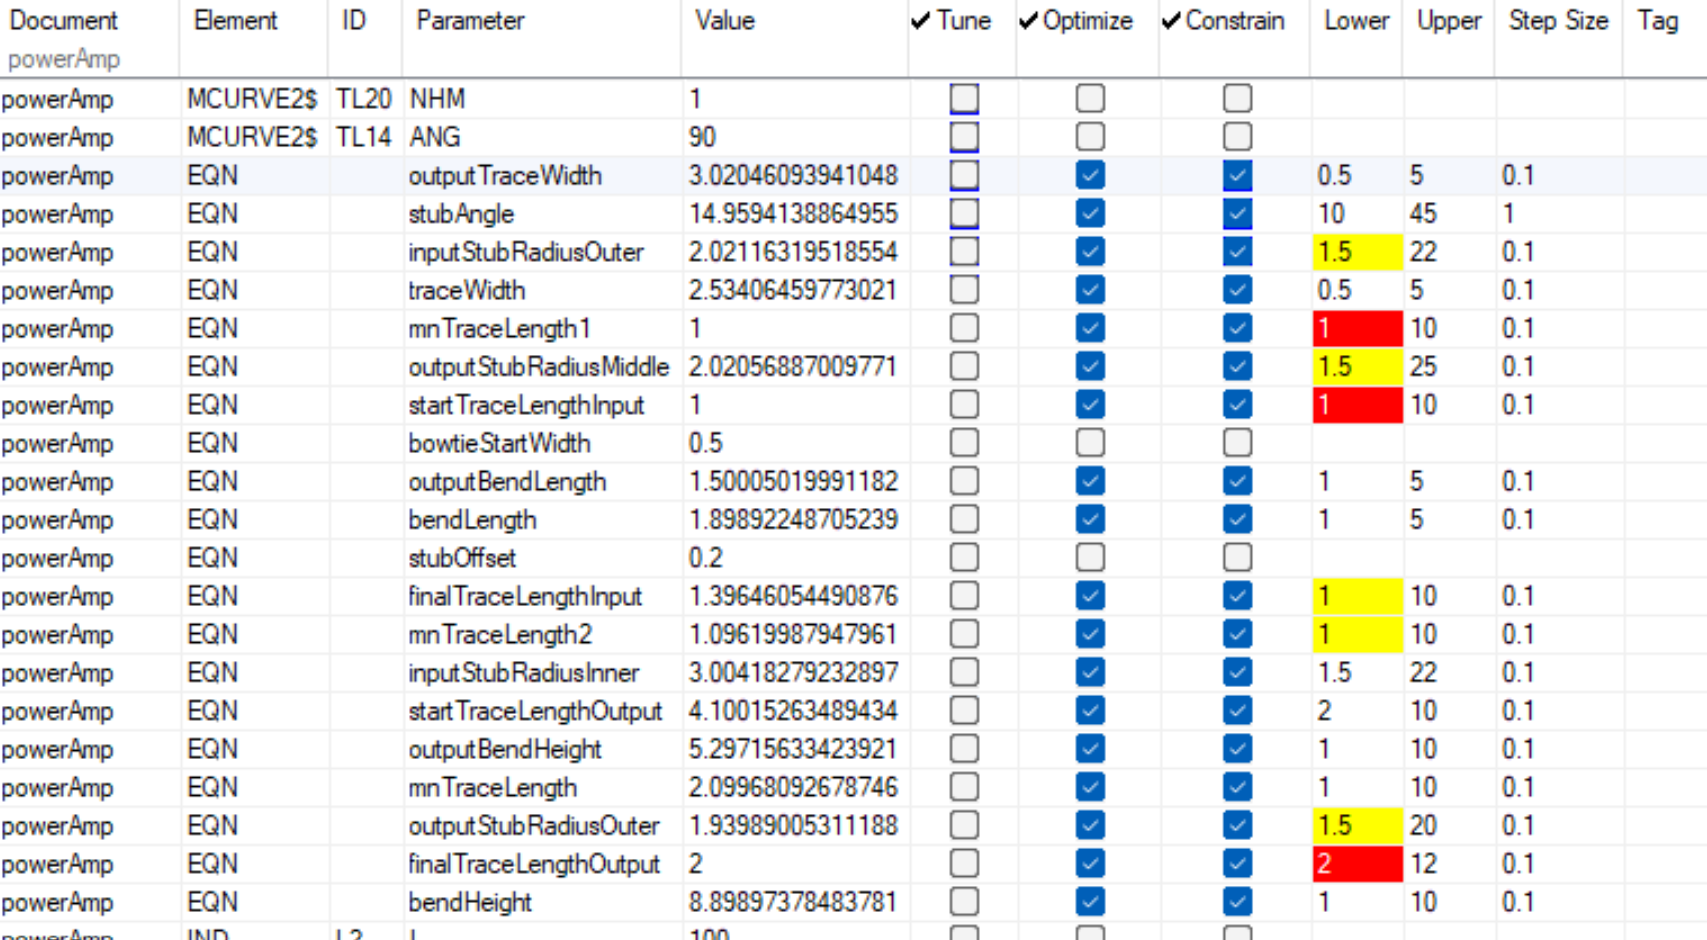 Document Element ID Parameter Value ✓ Tune ✓ Optimize ✓ Constrain Lower Upper Step Size Tag
powerAmp
powerAmp MCURVE2$ TL20 NHM 1
powerAmp MCURVE2$ TL14 ANG 90
powerAmp EQN outputTraceWidth 3.02046093941048 0.5 5 0.1
powerAmp EQN stubAngle 14.9594138864955 10 45 1
powerAmp EQN inputStubRadiusOuter 2.02116319518554 1.5 22 0.1
powerAmp EQN traceWidth 2.53406459773021 0.5 5 0.1
powerAmp EQN mnTraceLength1 1 1 10 0.1
powerAmp EQN outputStubRadiusMiddle 2.02056887009771 1.5 25 0.1
powerAmp EQN startTraceLengthInput 1 1 10 0.1
powerAmp EQN bowtieStartWidth 0.5
powerAmp EQN outputBendLength 1.50005019991182 1 5 0.1
powerAmp EQN bendLength 1.89892248705239 1 5 0.1
powerAmp EQN stubOffset 0.2
powerAmp EQN finalTraceLengthInput 1.39646054490876 1 10 0.1
powerAmp EQN mnTraceLength2 1.09619987947961 1 10 0.1
powerAmp EQN inputStubRadiusInner 3.00418279232897 1.5 22 0.1
powerAmp EQN startTraceLengthOutput 4.10015263489434 2 10 0.1
powerAmp EQN outputBendHeight 5.29715633423921 1 10 0.1
powerAmp EQN mnTraceLength 2.09968092678746 1 10 0.1
powerAmp EQN outputStubRadiusOuter 1.93989005311188 1.5 20 0.1
powerAmp EQN finalTraceLengthOutput 2 2 12 0.1
powerAmp EQN bendHeight 8.89897378483781 1 10 0.1
powerAmp IND L2 L 100